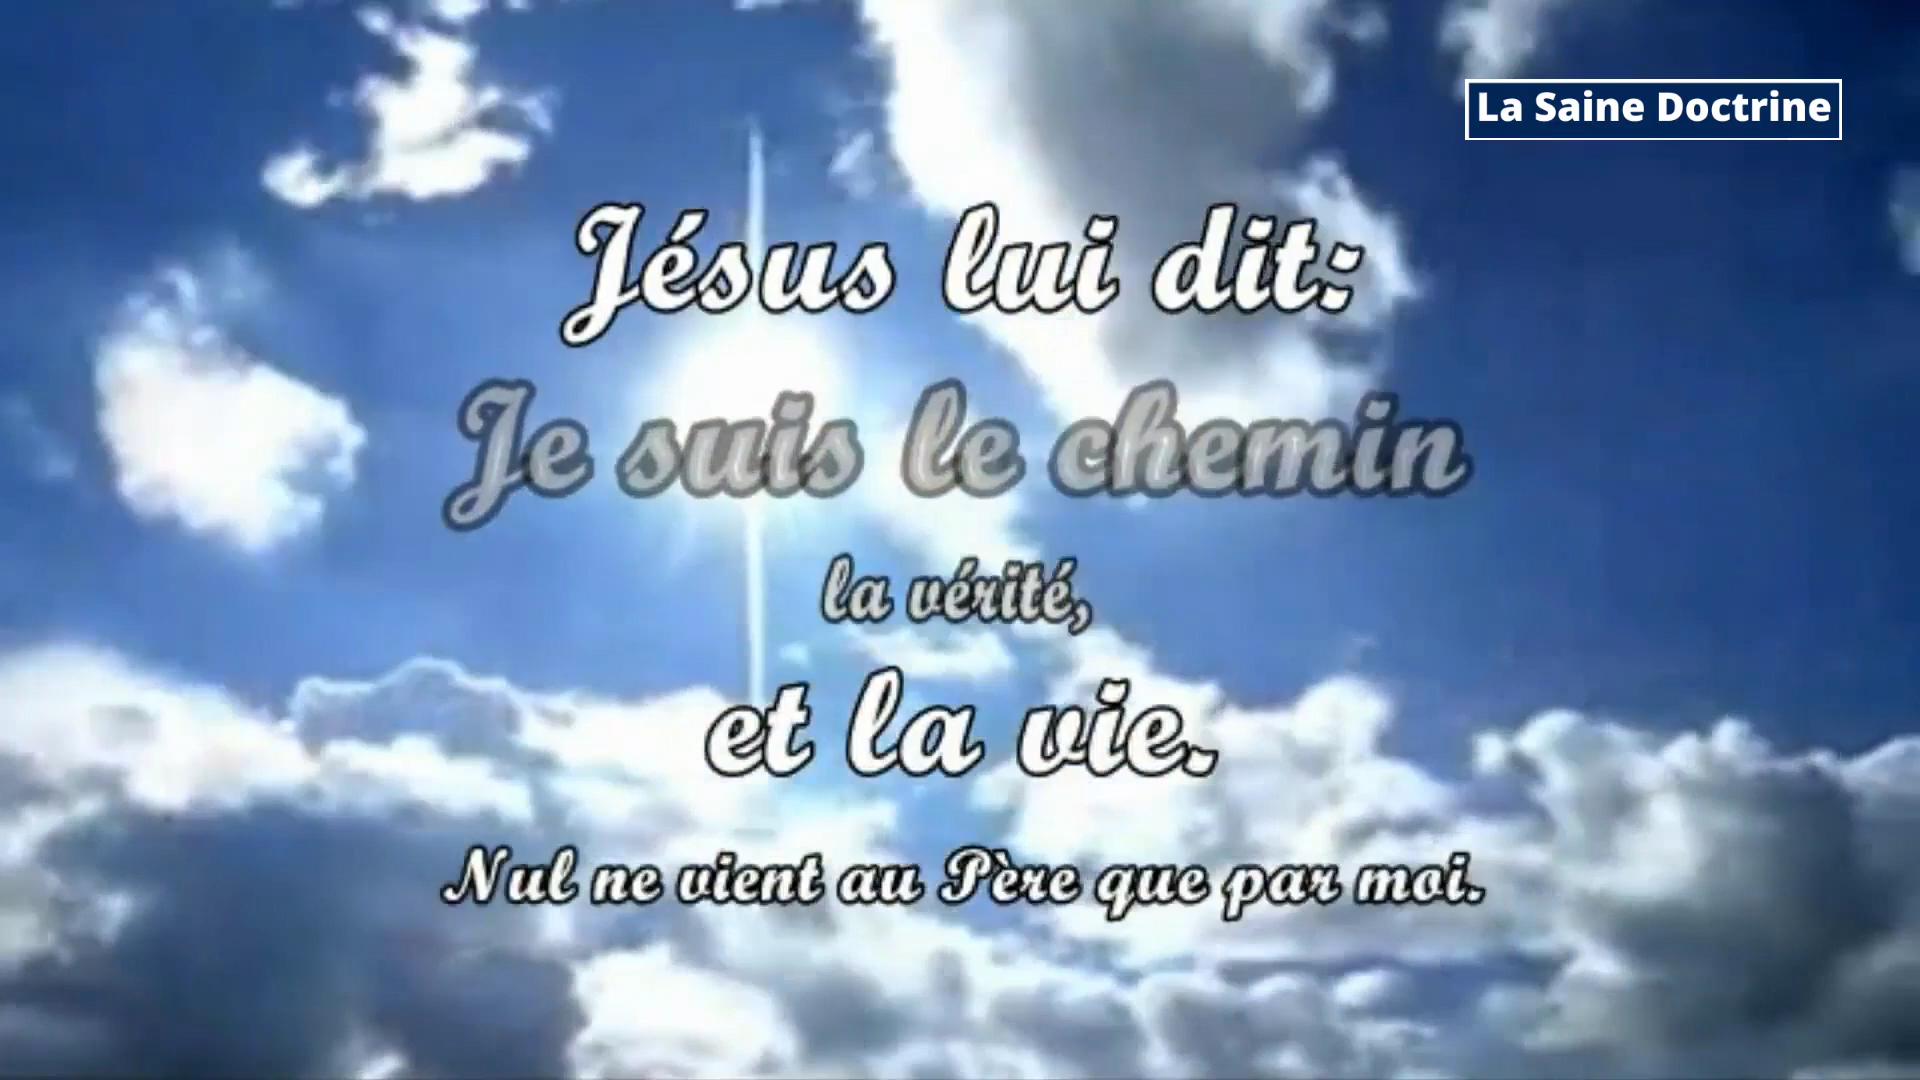 La Saine Doctrine
Jésus lui dit:
Je suis le chemin
la vérité,
et la vie.
Nul ne vient au Père que par moi.